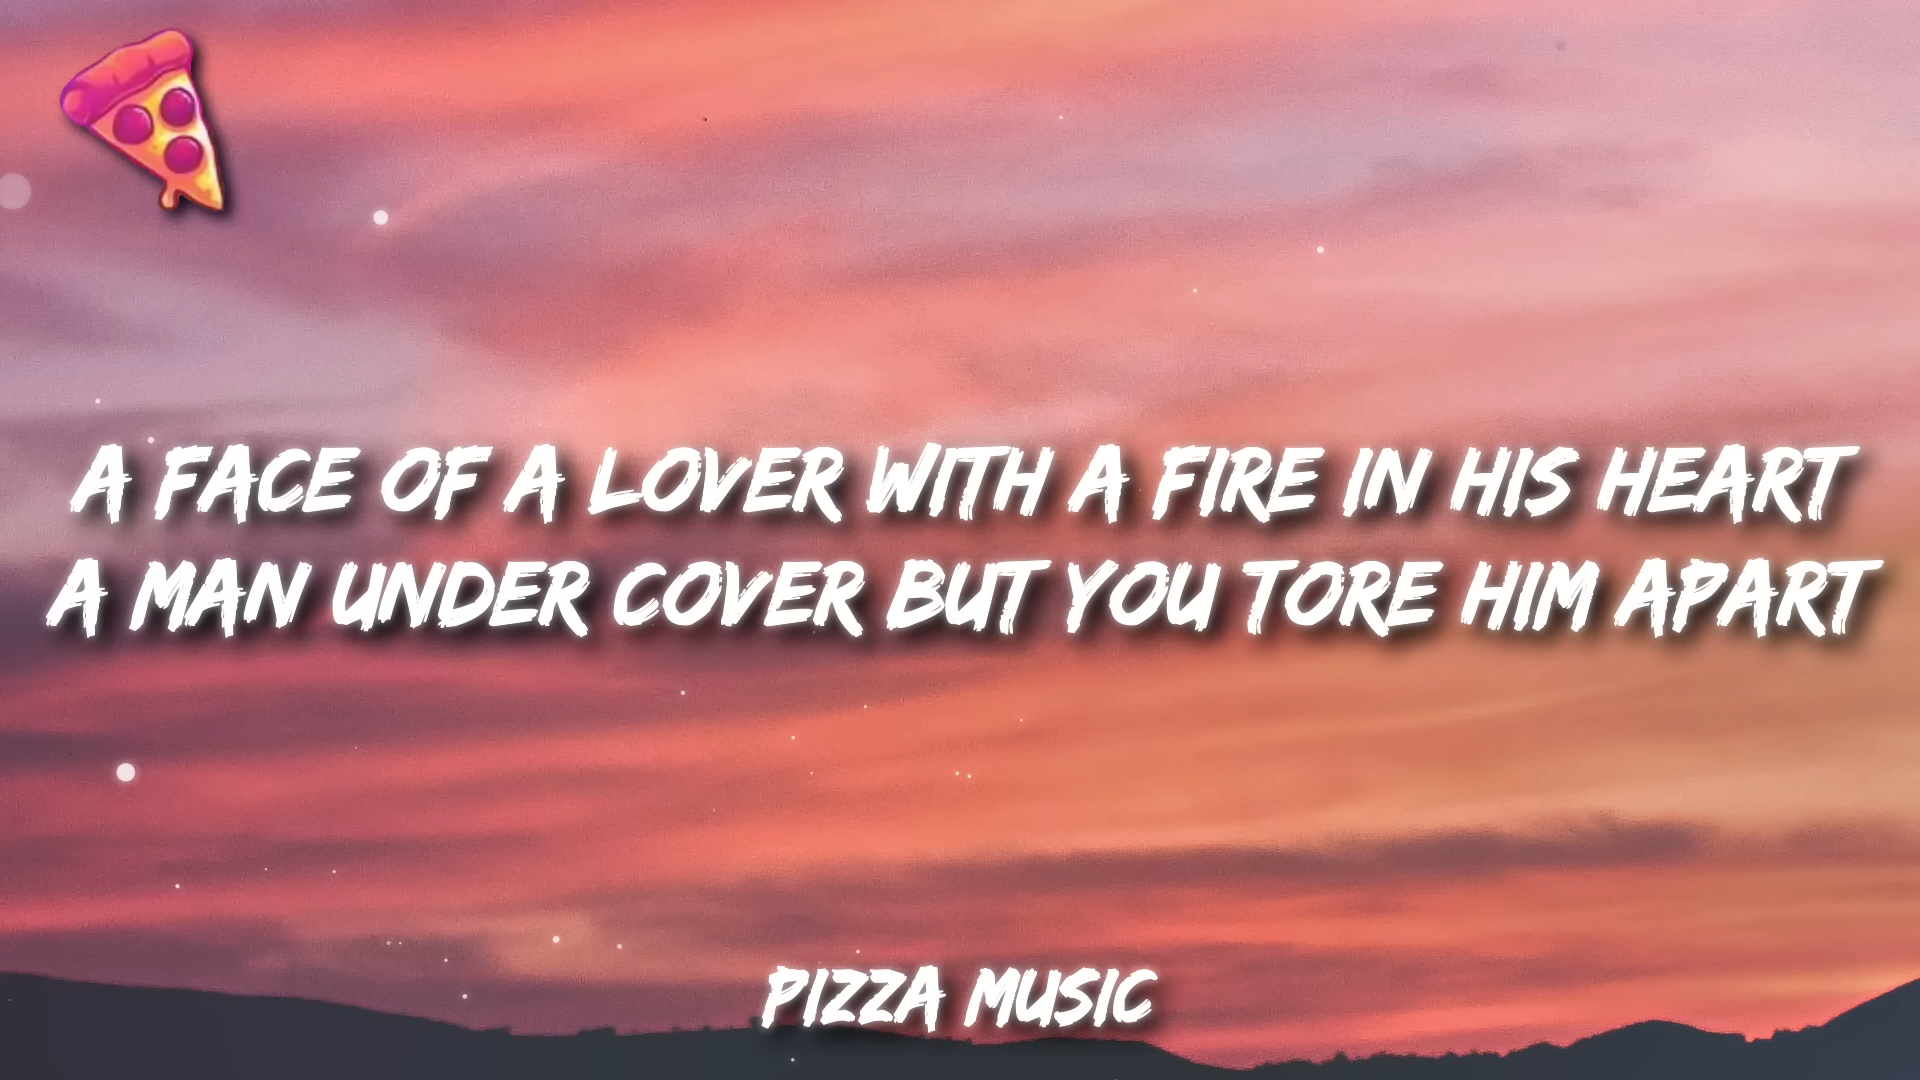 A FACE OF A LOVER WITH A FIRE IN HIS HEART
A MAN UNDER COVER BUT YOU TORE HIM APART
PIZZA MUSIC